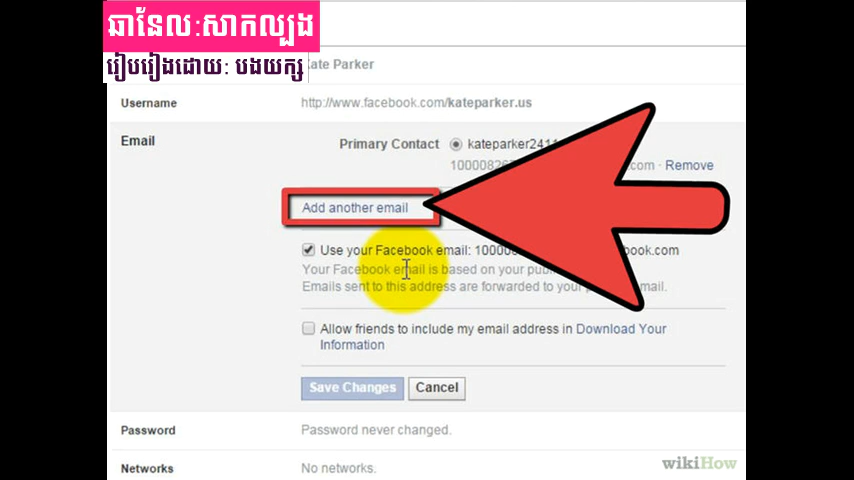 ឆានែល:សាកល្បង
រៀបរៀងដោយ: បងយក្ស
Kate Parker
Username
http://www.facebook.com/kateparker.us
Email
Primary Contact
kateparker2411
1000082 com · Remove
Add another email
Use your Facebook email: 10000 book.com
Your Facebook email is based on your
Emails sent to this address are forwarded to your email.
Allow friends to include my email address in Download Your
Information
Save Changes
Cancel
Password
Password never changed.
Networks
No networks.
wikiHow